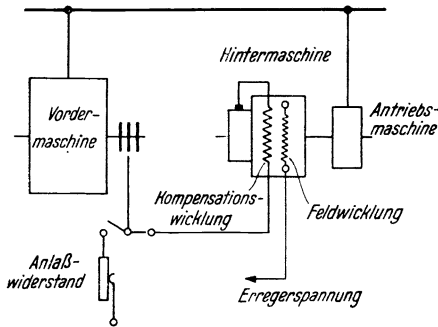 Hintermaschine
Vorder-
maschine
Antriebs-
maschine
Kompensations-
wicklung
Feldwicklung
Anlaß-
widerstand
Erregerspannung